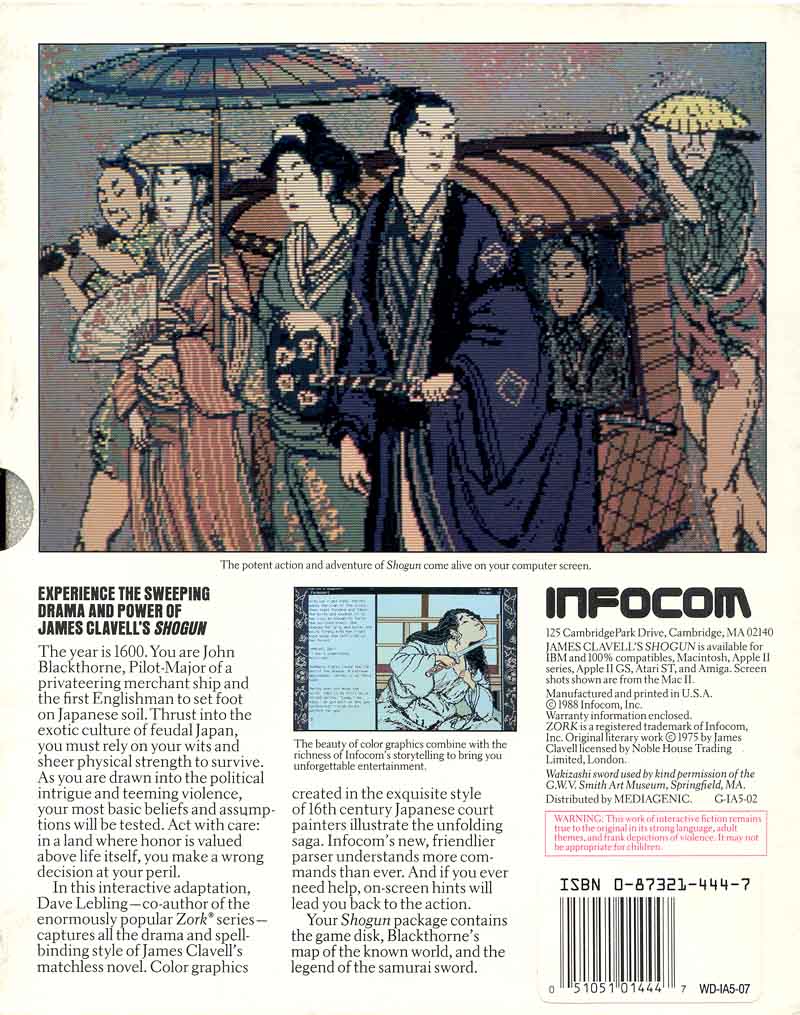 The potent action and adventure of Shogun come alive on your computer screen.
EXPERIENCE THE SWEEPING
DRAMA AND POWER OF
JAMES CLAVELL'S SHOGUN
The year is 1600. You are John
Blackthorne, Pilot-Major of a
privateering merchant ship and
the first Englishman to set foot
on Japanese soil. Thrust into the
exotic culture of feudal Japan,
you must rely on your wits and
sheer physical strength to survive.
As you are drawn into the political
intrigue and teeming violence,
your most basic beliefs and assump-
tions will be tested. Act with care:
in a land where honor is valued
above life itself, you make a wrong
decision at your peril.
In this interactive adaptation,
Dave Lebling—co-author of the
enormously popular Zork® series—
captures all the drama and spell-
binding style of James Clavell's
matchless novel. Color graphics
The beauty of color graphics combine with the
richness of Infocom's storytelling to bring you
unforgettable entertainment.
created in the exquisite style
of 16th century Japanese court
painters illustrate the unfolding
saga. Infocom's new, friendlier
parser understands more com-
mands than ever. And if you ever
need help, on-screen hints will
lead you back to the action.
Your Shogun package contains
the game disk, Blackthorne's
map of the known world, and the
legend of the samurai sword.
INFOCOM
125 CambridgePark Drive, Cambridge, MA 02140
JAMES CLAVELL'S SHOGUN is available for
IBM and 100% compatibles, Macintosh, Apple II
series, Apple II GS, Atari ST, and Amiga. Screen
shots shown are from the Mac II.
Manufactured and printed in U.S.A.
© 1988 Infocom, Inc.
Warranty information enclosed.
ZORK is a registered trademark of Infocom,
Inc. Original literary work © 1975 by James
Clavell licensed by Noble House Trading
Limited, London.
Wakizashi sword used by kind permission of the
G.W.V. Smith Art Museum, Springfield, MA.
Distributed by MEDIAGENIC. G-IA5-02
WARNING: This work of interactive fiction remains
true to the original in its strong language, adult
themes, and frank depictions of violence. It may not
be appropriate for children.
ISBN 0-87321-444-7
0 51051 01444 7 WD-IA5-07